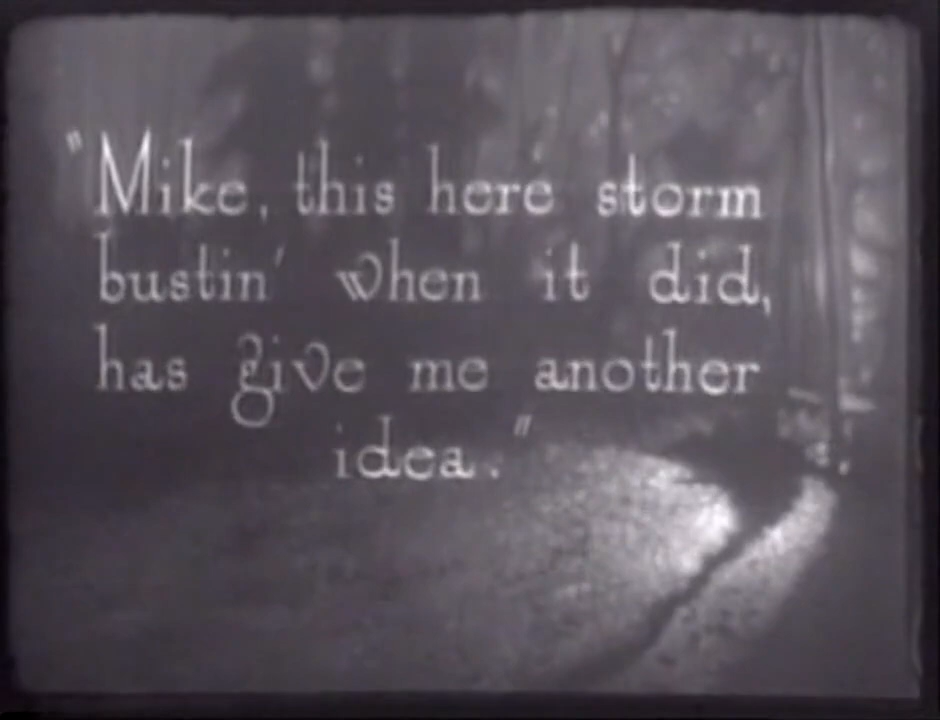 "Mike, this here storm
bustin' when it did,
has give me another
idea."